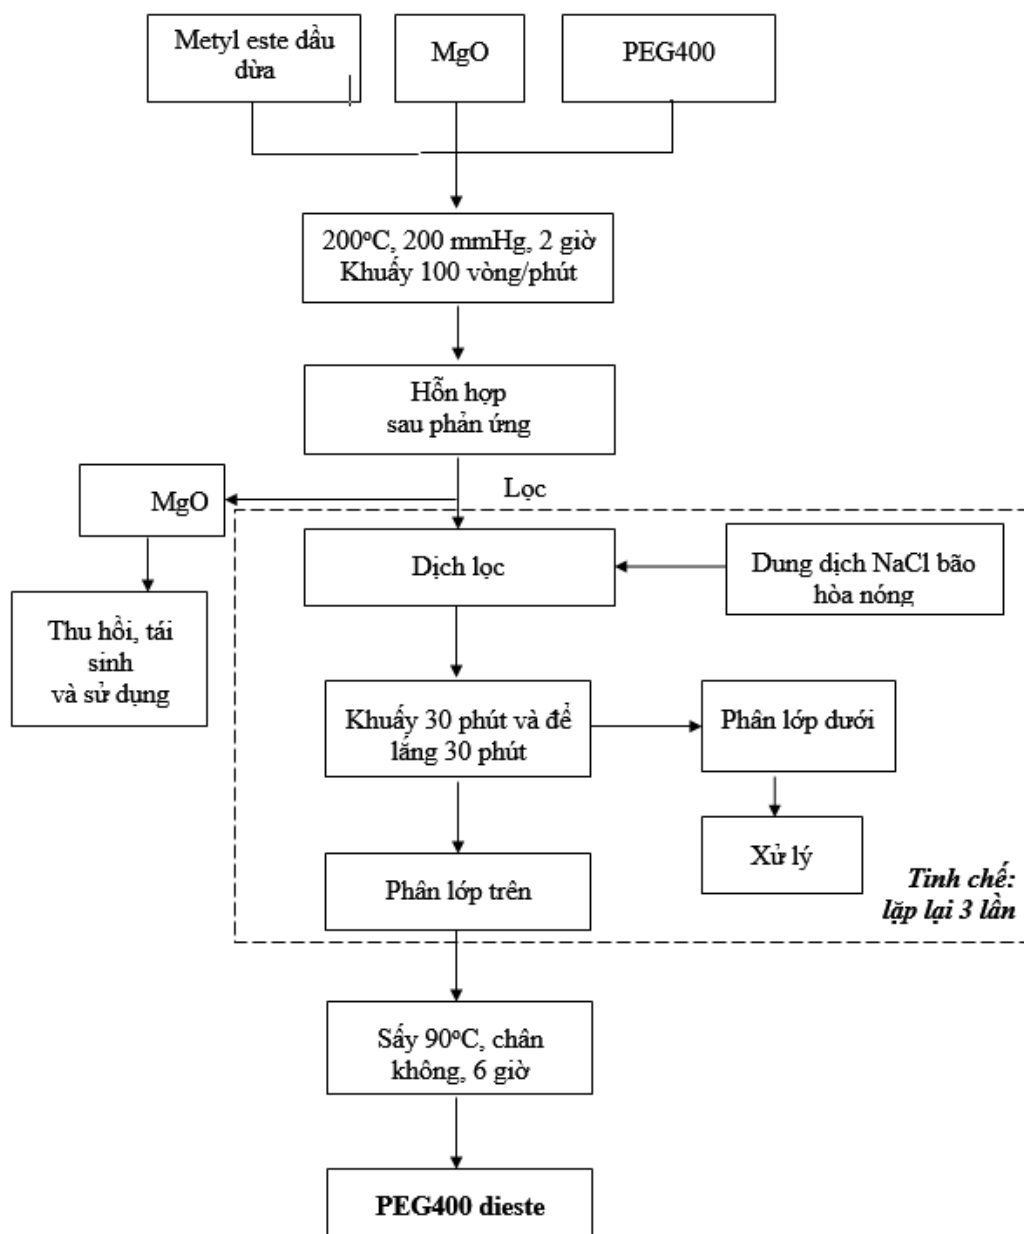 Metyl este dầu
dừa
MgO
PEG400
200ºC, 200 mmHg, 2 giờ
Khuấy 100 vòng/phút
Hỗn hợp
sau phản ứng
MgO
Lọc
Dịch lọc
Dung dịch NaCl bão
hòa nóng
Thu hồi, tái
sinh
và sử dụng
Khuấy 30 phút và để
lắng 30 phút
Phân lớp dưới
Xử lý
Phân lớp trên
Tinh chế:
lặp lại 3 lần
Sấy 90ºC, chân
không, 6 giờ
PEG400 dieste